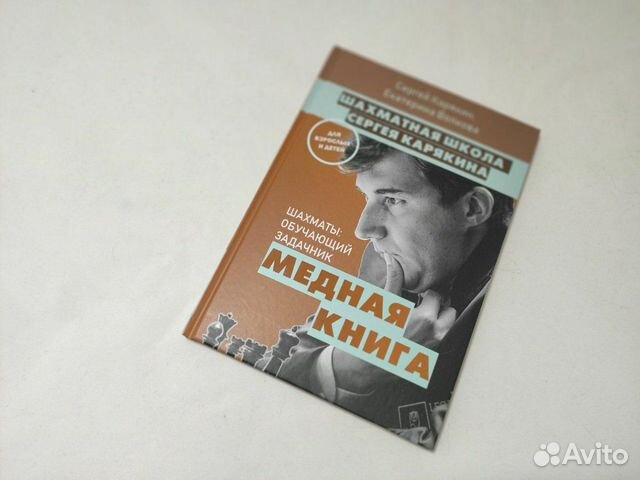 Сергей Карякин
Екатерина Волкова
ШАХМАТНАЯ ШКОЛА
СЕРГЕЯ КАРЯКИНА
ДЛЯ
ВЗРОСЛЫХ
И ДЕТЕЙ
ШАХМАТЫ:
ОБУЧАЮЩИЙ
ЗАДАЧНИК
МЕДНАЯ
КНИГА
Avito